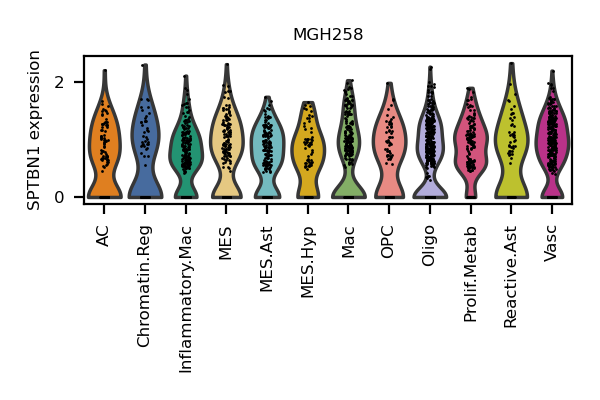 MGH258
SPTBN1 expression
2
0
AC
Chromatin.Reg
Inflammatory.Mac
MES
MES.Ast
MES.Hyp
Mac
OPC
Oligo
Prolif.Metab
Reactive.Ast
Vasc